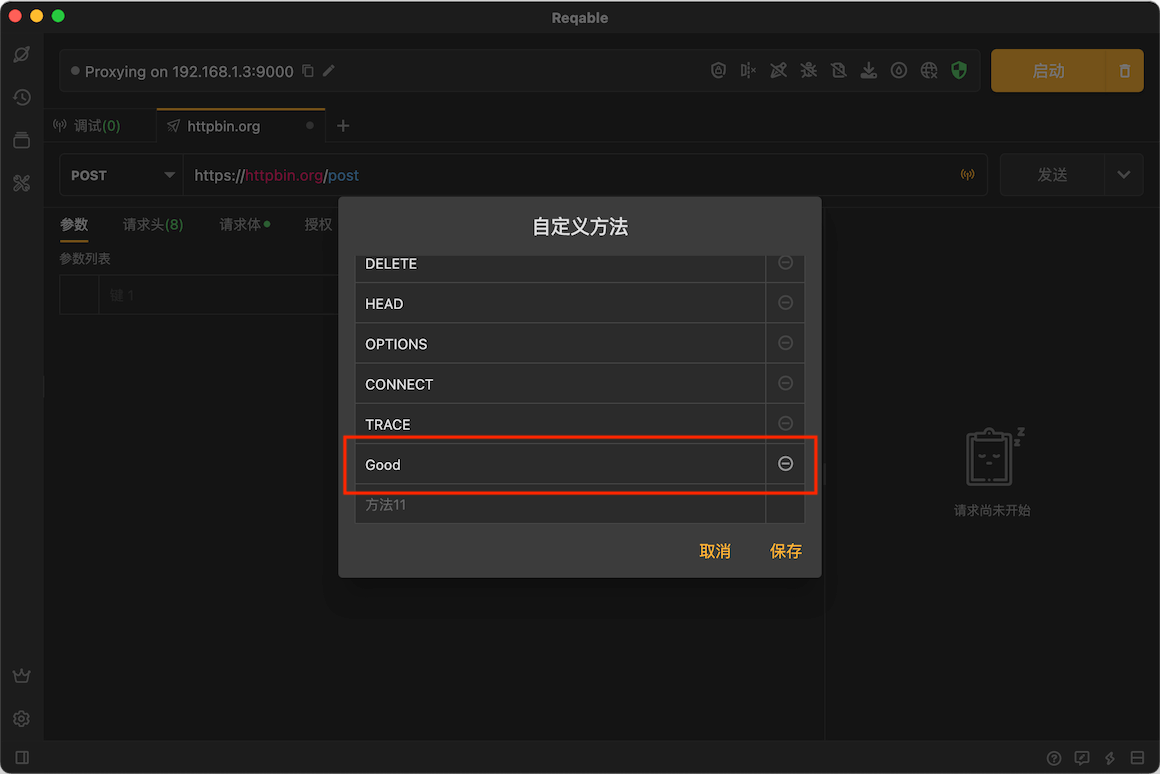 Reqable
Proxying on 192.168.1.3:9000
启动
调试(0)
httpbin.org
POST
https://httpbin.org/post
发送
参数
请求头(8)
请求体
授权
参数列表
键 1
自定义方法
DELETE
HEAD
OPTIONS
CONNECT
TRACE
Good
方法11
取消
保存
z
z
请求尚未开始